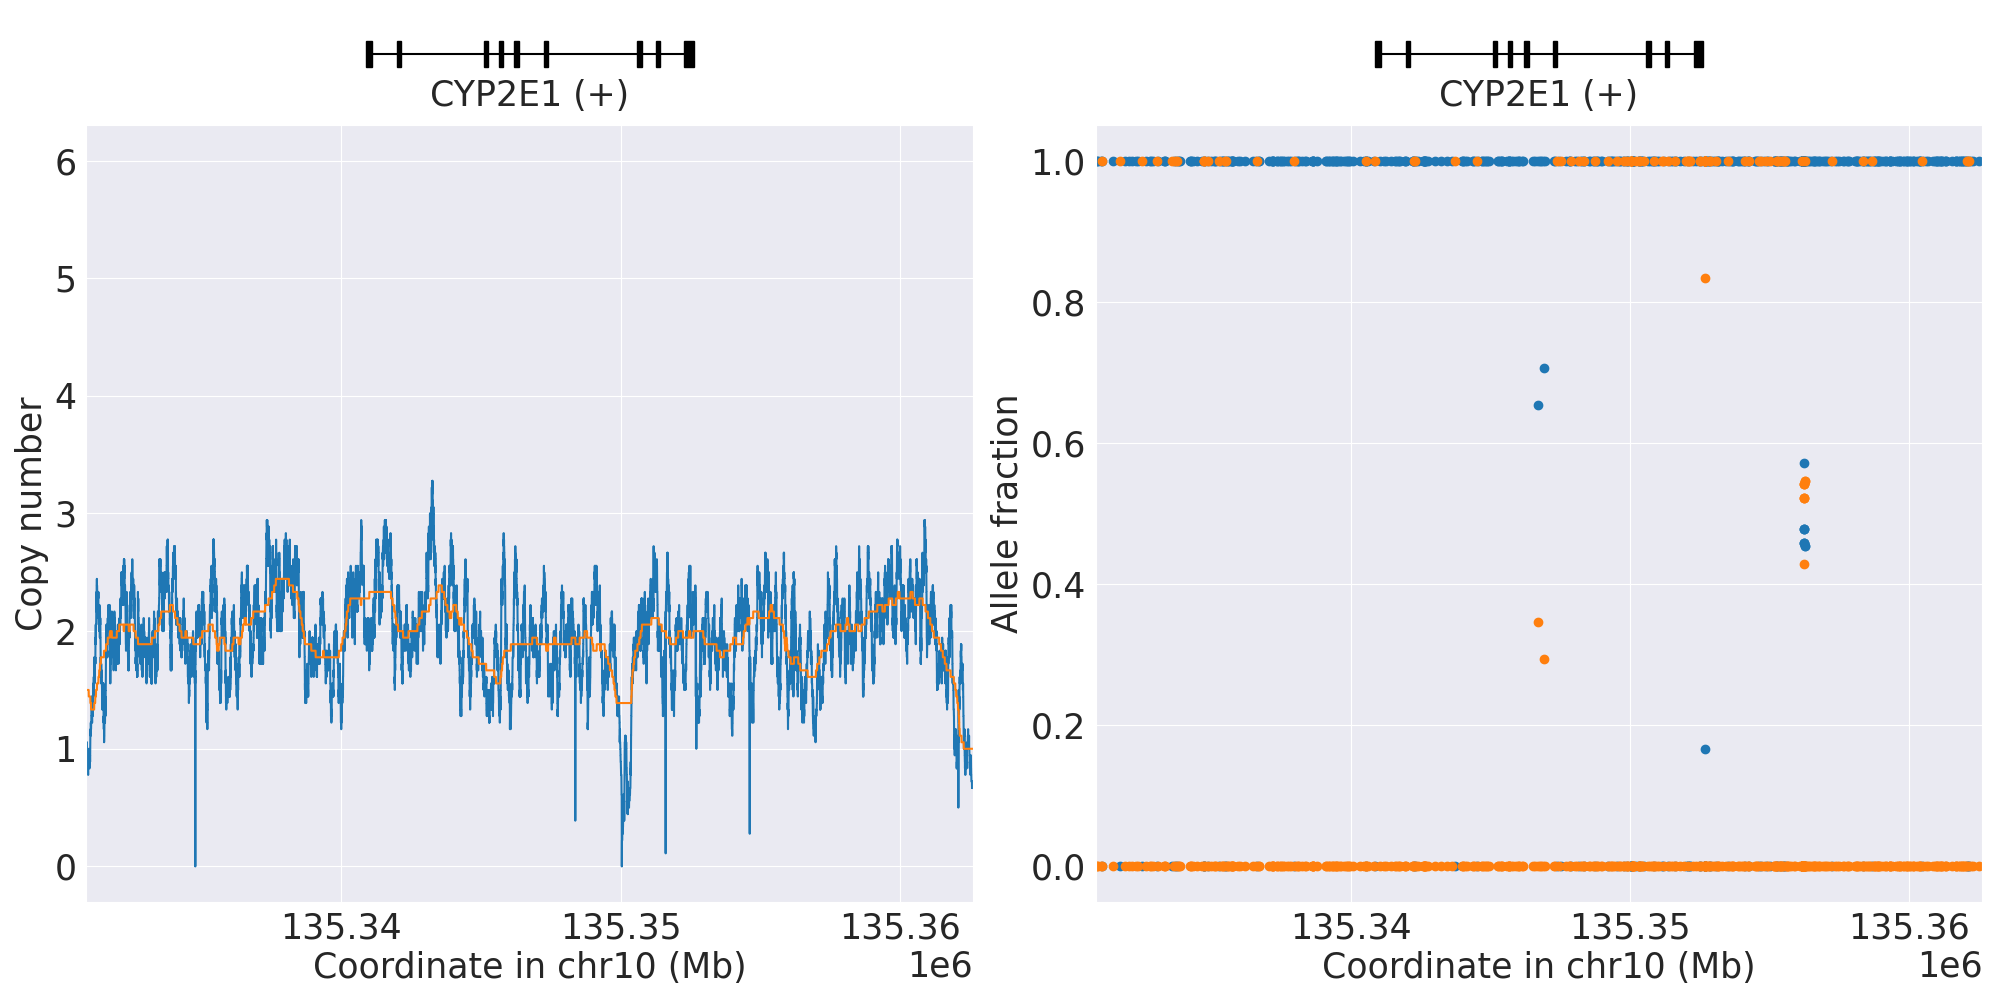 CYP2E1 (+)
6
5
4
3
2
1
0
Copy number
135.34 135.35 135.36
Coordinate in chr10 (Mb)
1e6
CYP2E1 (+)
1.0
0.8
0.6
0.4
0.2
0.0
Allele fraction
135.34 135.35 135.36
Coordinate in chr10 (Mb)
1e6